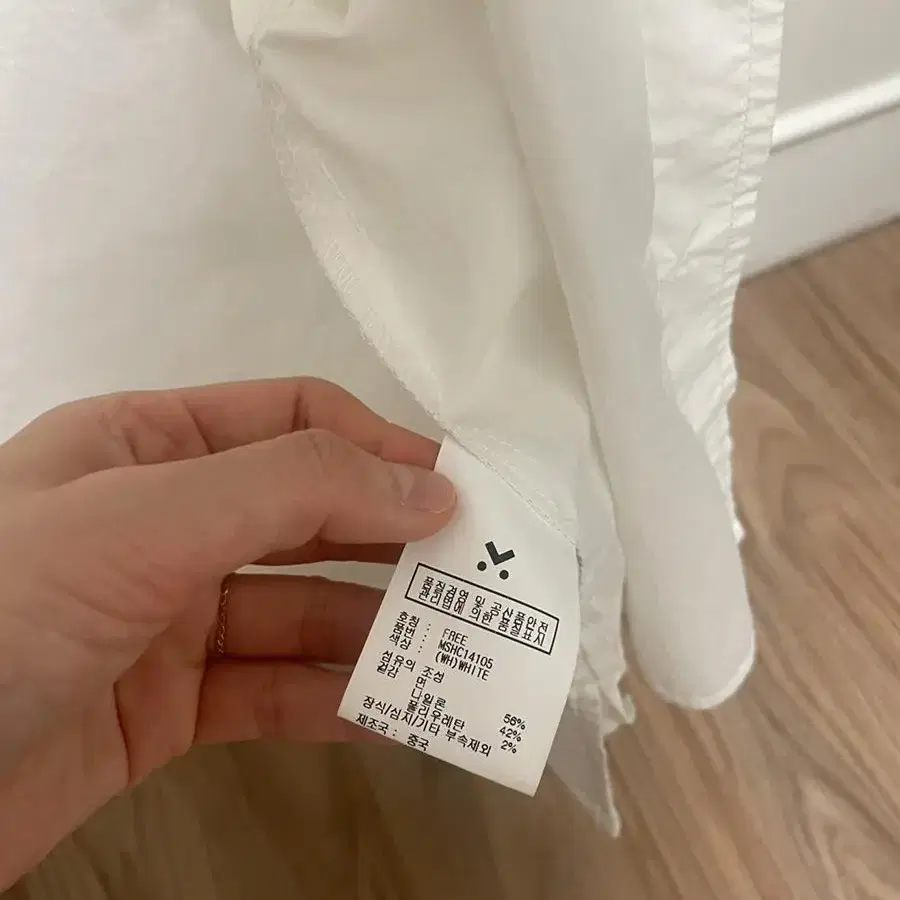 품질경영 및 공산품안전
관리법에 의한 품질표시
호칭 : FREE
품번 : MSHC14105
색상 : (WH)WHITE
섬유의 조성
겉감
면 56%
나일론 42%
폴리우레탄 2%
장식/심지/기타 부속제외
제조국 : 중국